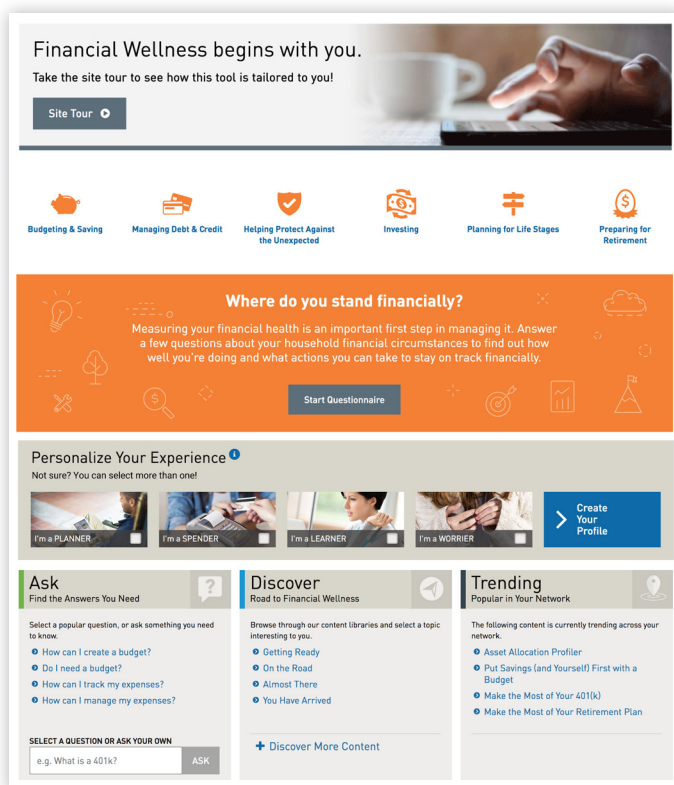 Financial Wellness begins with you.
Take the site tour to see how this tool is tailored to you!
Site Tour
Budgeting & Saving
Managing Debt & Credit
Helping Protect Against
the Unexpected
Investing
Planning for Life Stages
Preparing for
Retirement
Where do you stand financially?
Measuring your financial health is an important first step in managing it. Answer
a few questions about your household financial circumstances to find out how
well you're doing and what actions you can take to stay on track financially.
Start Questionnaire
Personalize Your Experience
Not sure? You can select more than one!
I'm a PLANNER
I'm a SPENDER
I'm a LEARNER
I'm a WORRIER
Create
Your
Profile
Ask
Find the Answers You Need
Select a popular question, or ask something you need
to know.
How can I create a budget?
Do I need a budget?
How can I track my expenses?
How can I manage my expenses?
SELECT A QUESTION OR ASK YOUR OWN
e.g. What is a 401k?
ASK
Discover
Road to Financial Wellness
Browse through our content libraries and select a topic
interesting to you.
Getting Ready
On the Road
Almost There
You Have Arrived
+ Discover More Content
Trending
Popular in Your Network
The following content is currently trending across your
network.
Asset Allocation Profiler
Put Savings (and Yourself) First with a
Budget
Make the Most of Your 401(k)
Make the Most of Your Retirement Plan